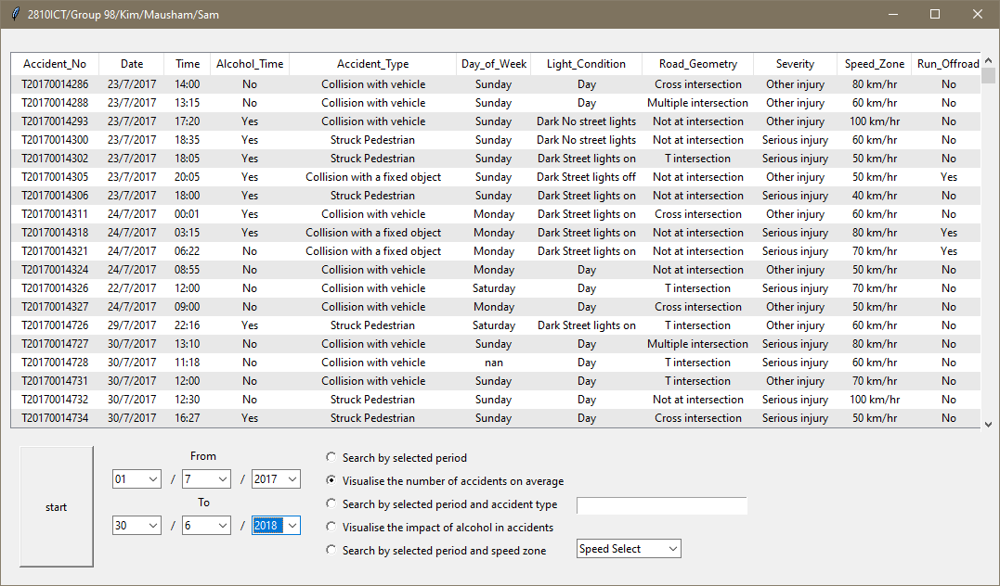 2810ICT/Group 98/Kim/Mausham/Sam
Accident_No Date Time Alcohol_Time Accident_Type Day_of_Week Light_Condition Road_Geometry Severity Speed_Zone Run_Offroad
T20170014286 23/7/2017 14:00 No Collision with vehicle Sunday Day Cross intersection Other injury 80 km/hr No
T20170014288 23/7/2017 13:15 No Collision with vehicle Sunday Day Multiple intersection Other injury 60 km/hr No
T20170014293 23/7/2017 17:20 Yes Collision with vehicle Sunday Dark No street lights Not at intersection Other injury 100 km/hr No
T20170014300 23/7/2017 18:35 Yes Struck Pedestrian Sunday Dark No street lights Not at intersection Serious injury 60 km/hr No
T20170014302 23/7/2017 18:05 Yes Struck Pedestrian Sunday Dark Street lights on T intersection Serious injury 50 km/hr No
T20170014305 23/7/2017 20:05 Yes Collision with a fixed object Sunday Dark Street lights off Not at intersection Other injury 50 km/hr Yes
T20170014306 23/7/2017 18:00 Yes Struck Pedestrian Sunday Dark Street lights on Not at intersection Serious injury 40 km/hr No
T20170014311 24/7/2017 00:01 Yes Collision with vehicle Monday Dark Street lights on Cross intersection Other injury 60 km/hr No
T20170014318 24/7/2017 03:15 Yes Collision with a fixed object Monday Dark Street lights on Not at intersection Serious injury 80 km/hr Yes
T20170014321 24/7/2017 06:22 No Collision with a fixed object Monday Dark Street lights on Not at intersection Serious injury 70 km/hr Yes
T20170014324 24/7/2017 08:55 No Collision with vehicle Monday Day Not at intersection Other injury 50 km/hr No
T20170014326 22/7/2017 12:00 No Collision with vehicle Saturday Day T intersection Serious injury 70 km/hr No
T20170014327 24/7/2017 09:00 No Collision with vehicle Monday Day Cross intersection Other injury 50 km/hr No
T20170014726 29/7/2017 22:16 Yes Struck Pedestrian Saturday Dark Street lights on T intersection Other injury 50 km/hr No
T20170014727 30/7/2017 13:10 No Collision with vehicle Sunday Day Multiple intersection Serious injury 80 km/hr No
T20170014728 30/7/2017 11:18 No Collision with vehicle nan Day T intersection Serious injury 60 km/hr No
T20170014731 30/7/2017 12:00 No Collision with vehicle Sunday Day T intersection Other injury 70 km/hr No
T20170014732 30/7/2017 12:30 No Struck Pedestrian Sunday Day Not at intersection Serious injury 100 km/hr No
T20170014734 30/7/2017 16:27 Yes Struck Pedestrian Sunday Day Cross intersection Serious injury 50 km/hr No
start
From
01 / 7 / 2017
To
30 / 6 / 2018
Search by selected period
Visualise the number of accidents on average
Search by selected period and accident type
Visualise the impact of alcohol in accidents
Search by selected period and speed zone Speed Select